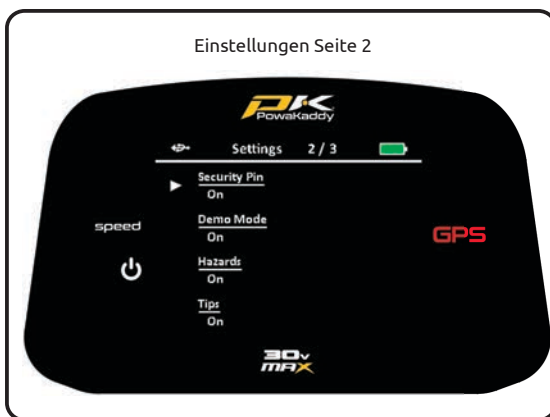 Einstellungen Seite 2
PK
PowaKaddy
Settings 2 / 3
Security Pin
On
Demo Mode
On
speed
GPS
Hazards
On
Tips
On
30v
MAX